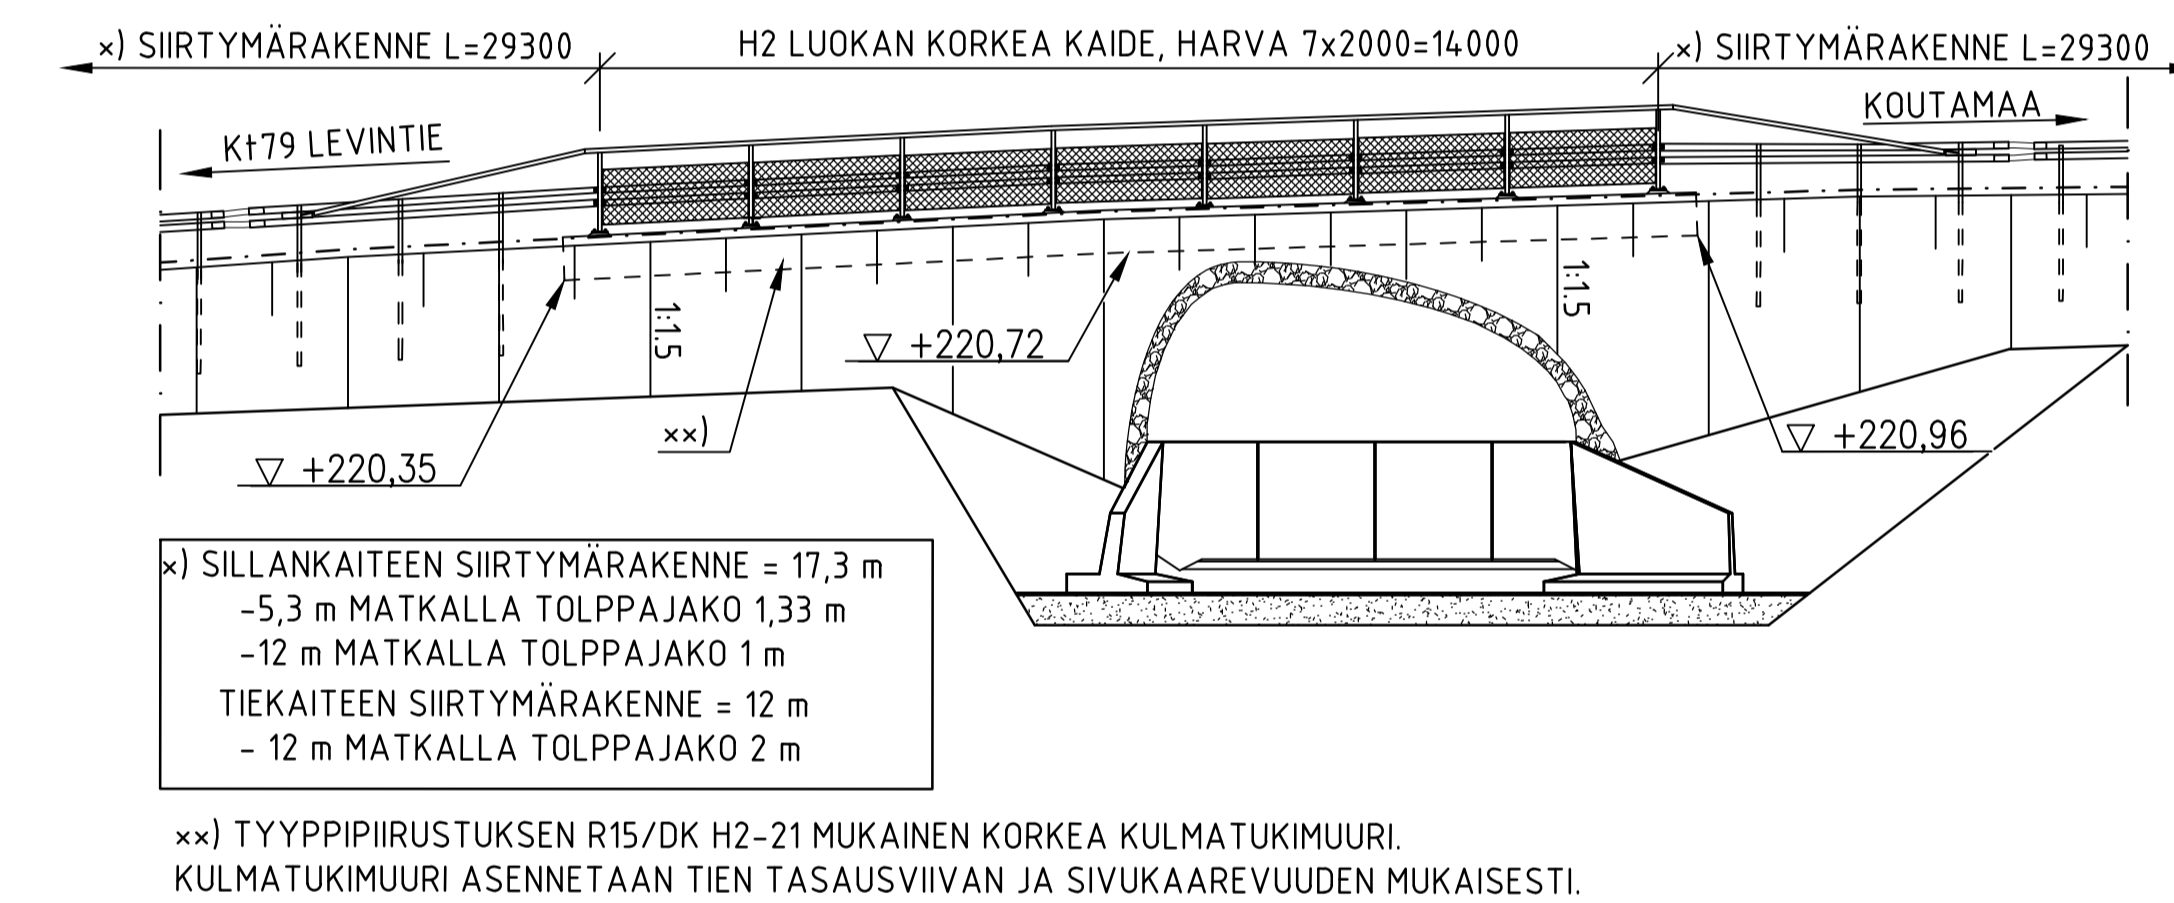 ×) SIIRTYMÄRAKENNE L=29300
H2 LUOKAN KORKEA KAIDE, HARVA 7x2000=14000
×) SIIRTYMÄRAKENNE L=29300
Kt79 LEVINTIE
KOUTAMAA
1:1.5
1:1.5
+220,72
××)
+220,96
+220,35
×) SILLANKAITEEN SIIRTYMÄRAKENNE = 17,3 m
-5,3 m MATKALLA TOLPPAJAKO 1,33 m
-12 m MATKALLA TOLPPAJAKO 1 m
TIEKAITEEN SIIRTYMÄRAKENNE = 12 m
- 12 m MATKALLA TOLPPAJAKO 2 m
××) TYYPPIPIIRUSTUKSEN R15/DK H2-21 MUKAINEN KORKEA KULMATUKIMUURI.
KULMATUKIMUURI ASENNETAAN TIEN TASAUSVIIVAN JA SIVUKAAREVUUDEN MUKAISESTI.